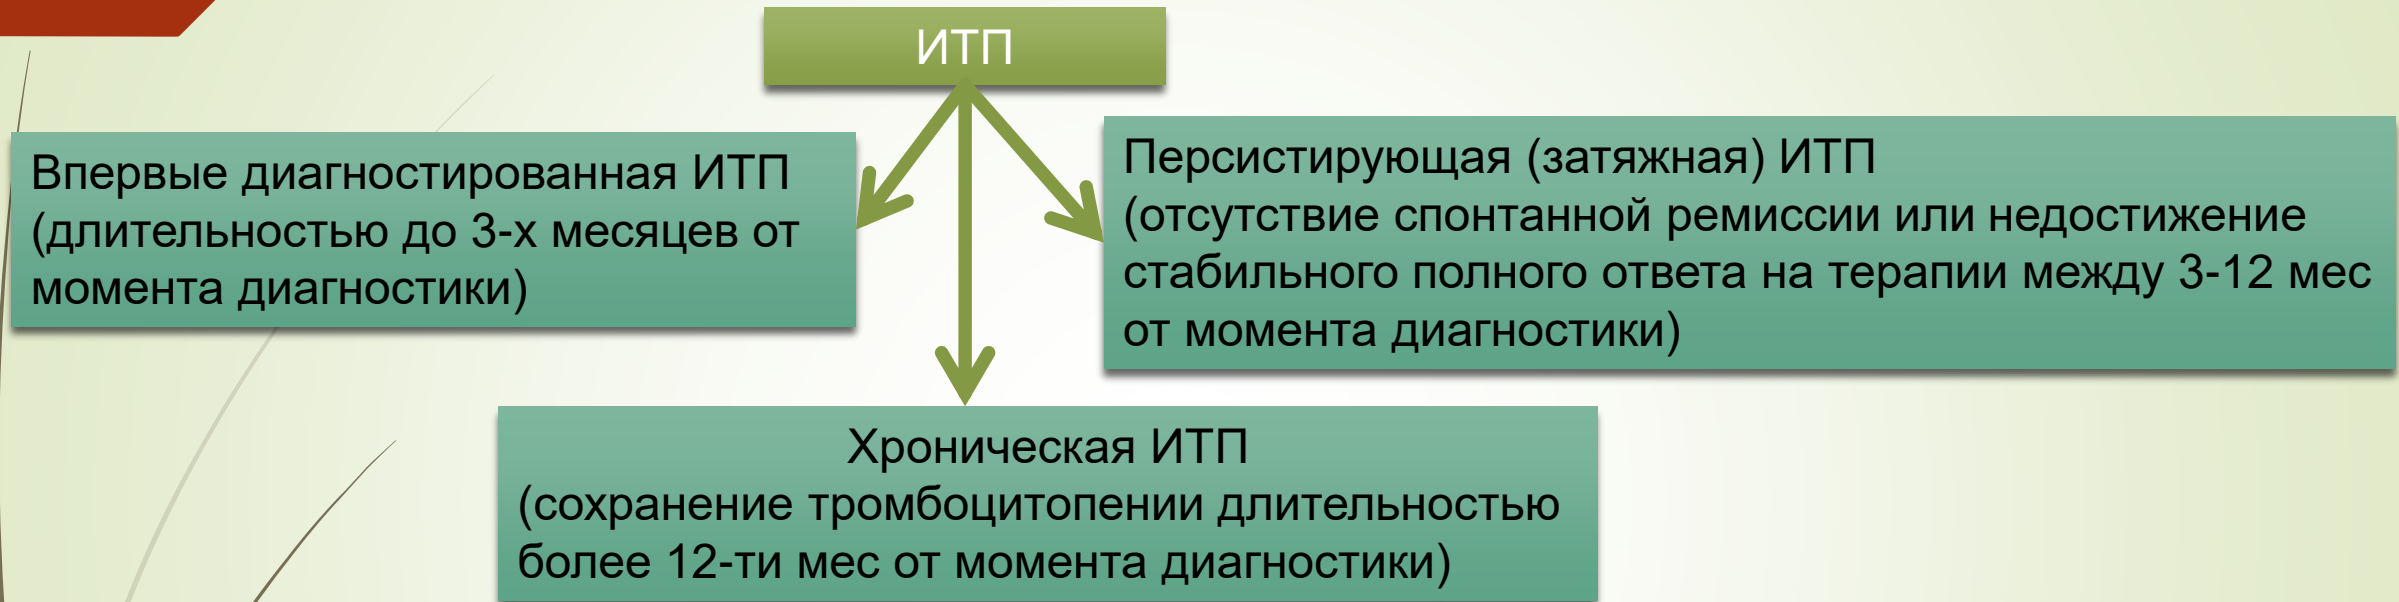 ИТП
Впервые диагностированная ИТП
(длительностью до 3-х месяцев от
момента диагностики)
Персистирующая (затяжная) ИТП
(отсутствие спонтанной ремиссии или недостижение
стабильного полного ответа на терапии между 3-12 мес
от момента диагностики)
Хроническая ИТП
(сохранение тромбоцитопении длительностью
более 12-ти мес от момента диагностики)